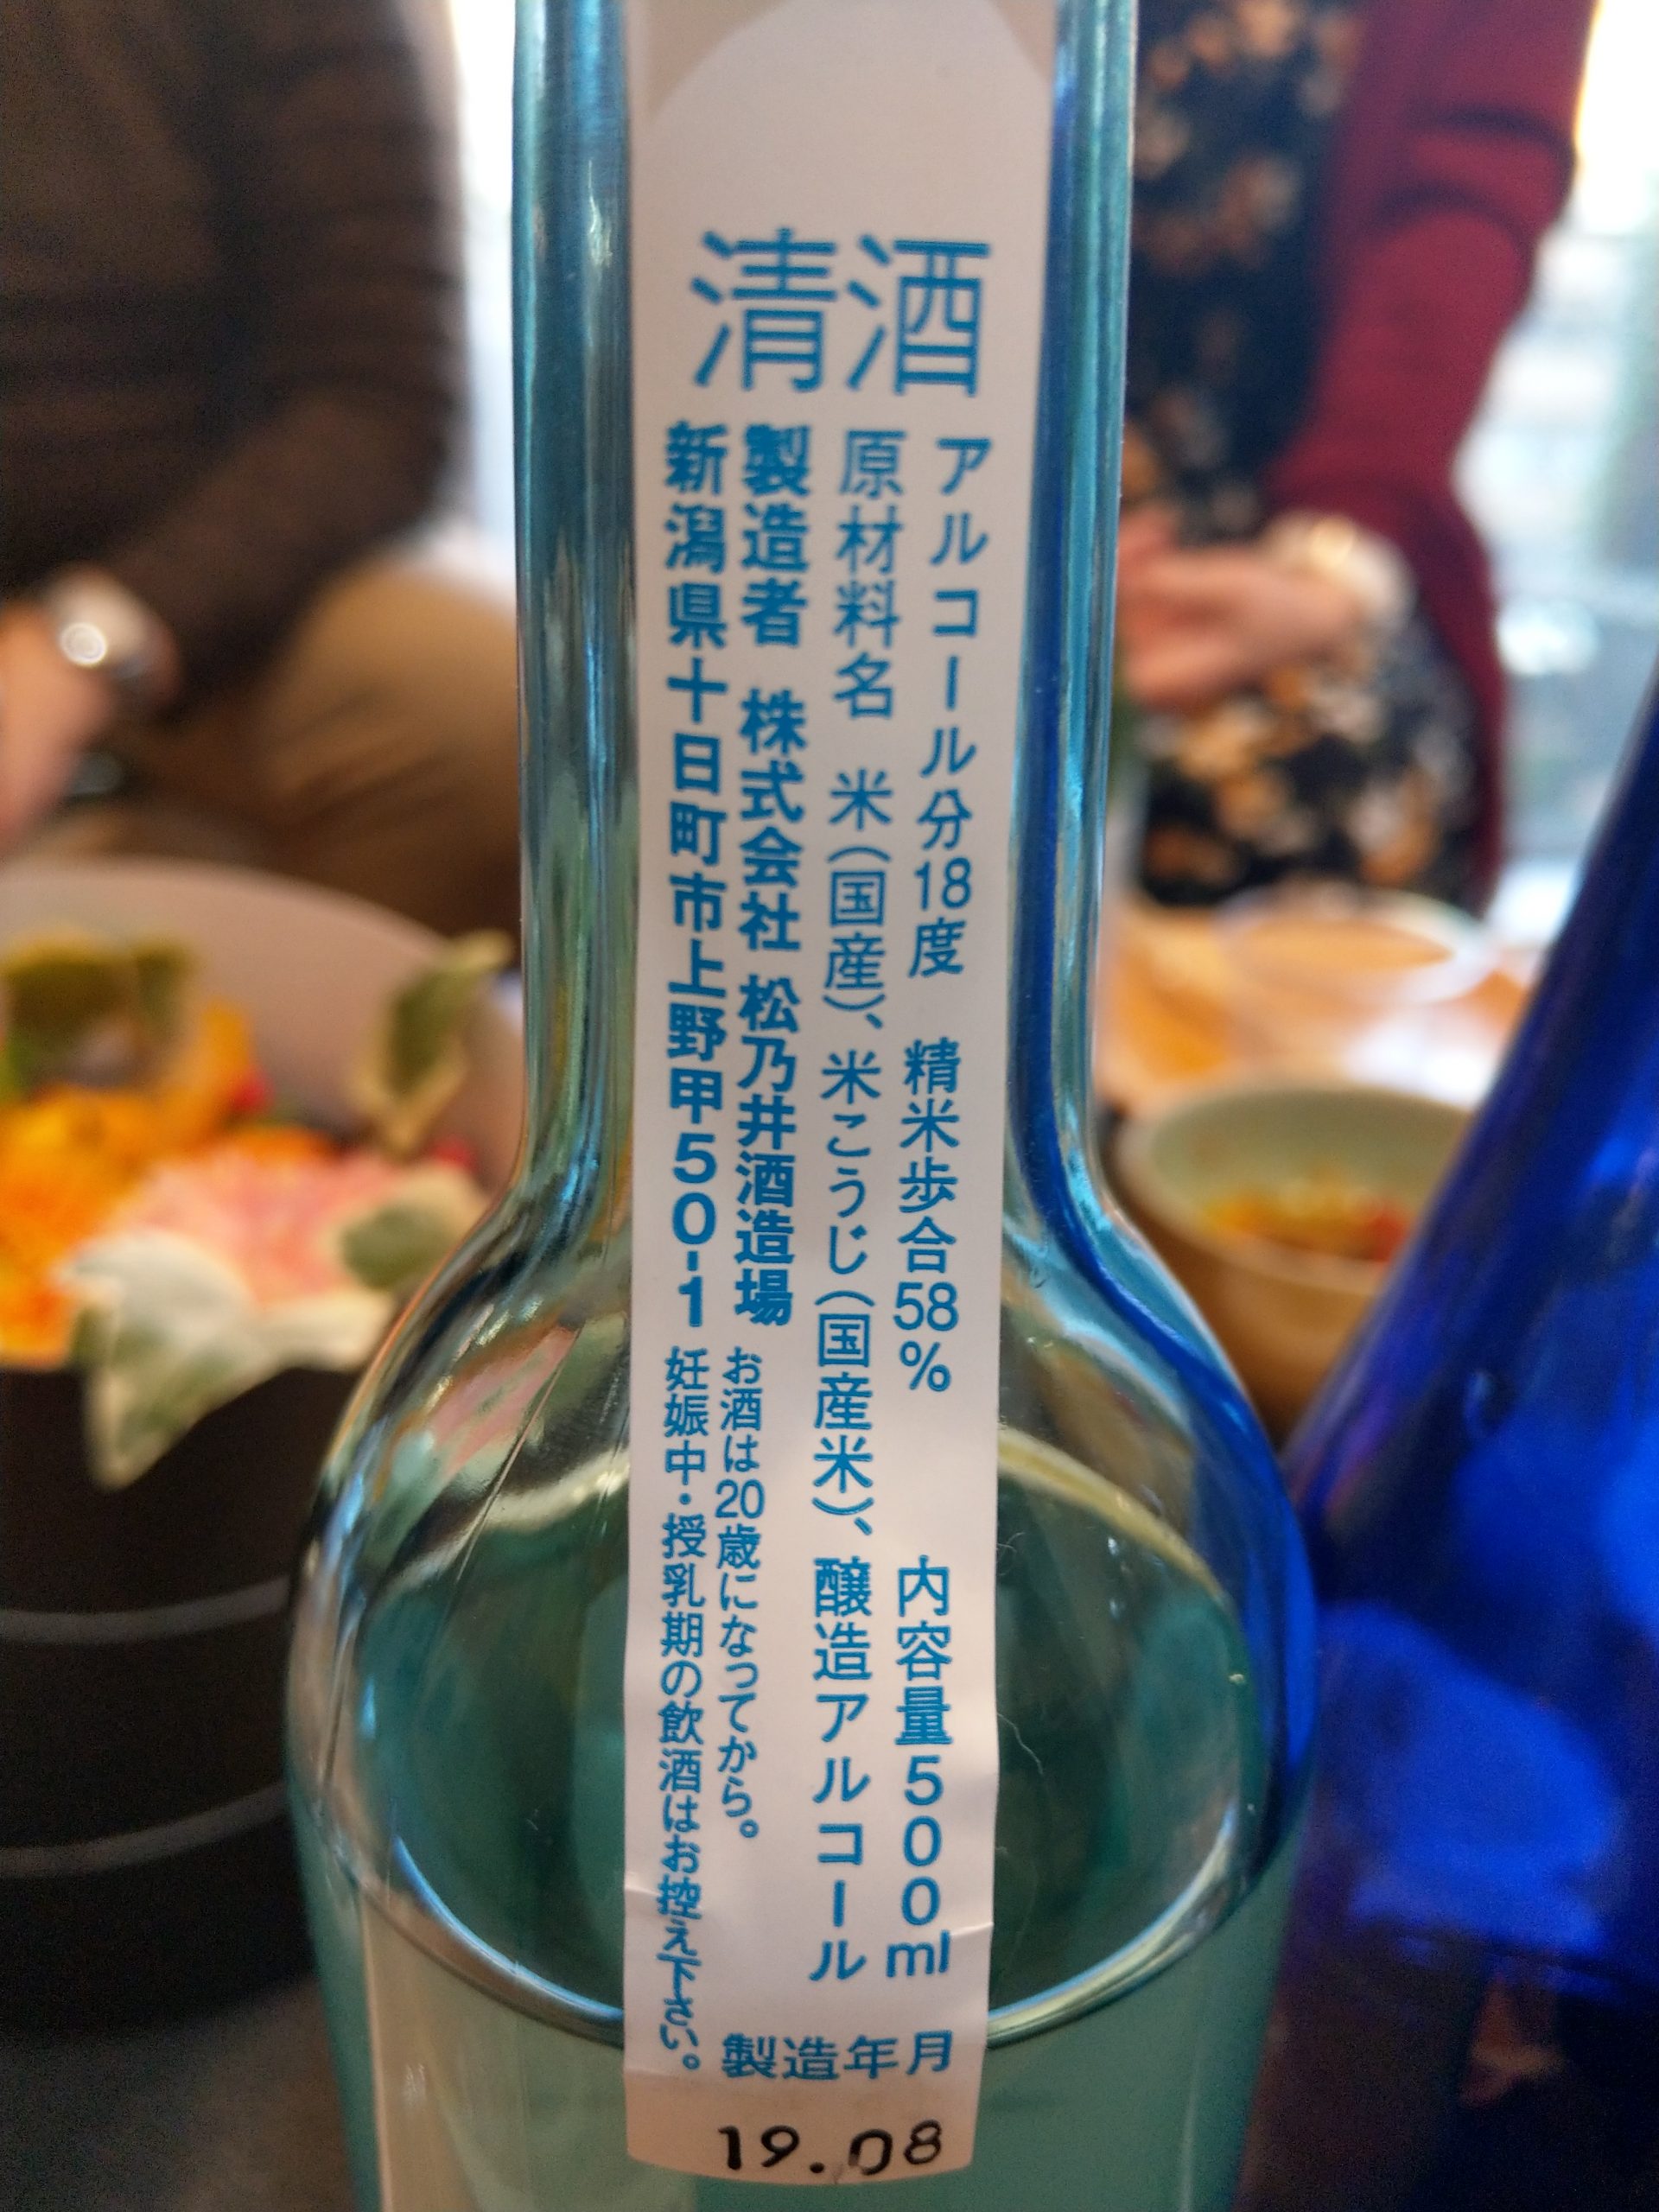 清酒
アルコール分18度 精米歩合58% 内容量500ml
原材料名 米(国産)、米こうじ(国産米)、醸造アルコール
製造者 株式会社 松乃井酒造場
新潟県十日町市上野甲50-1
お酒は20歳になってから。
妊娠中・授乳期の飲酒はお控え下さい。
製造年月
19.08